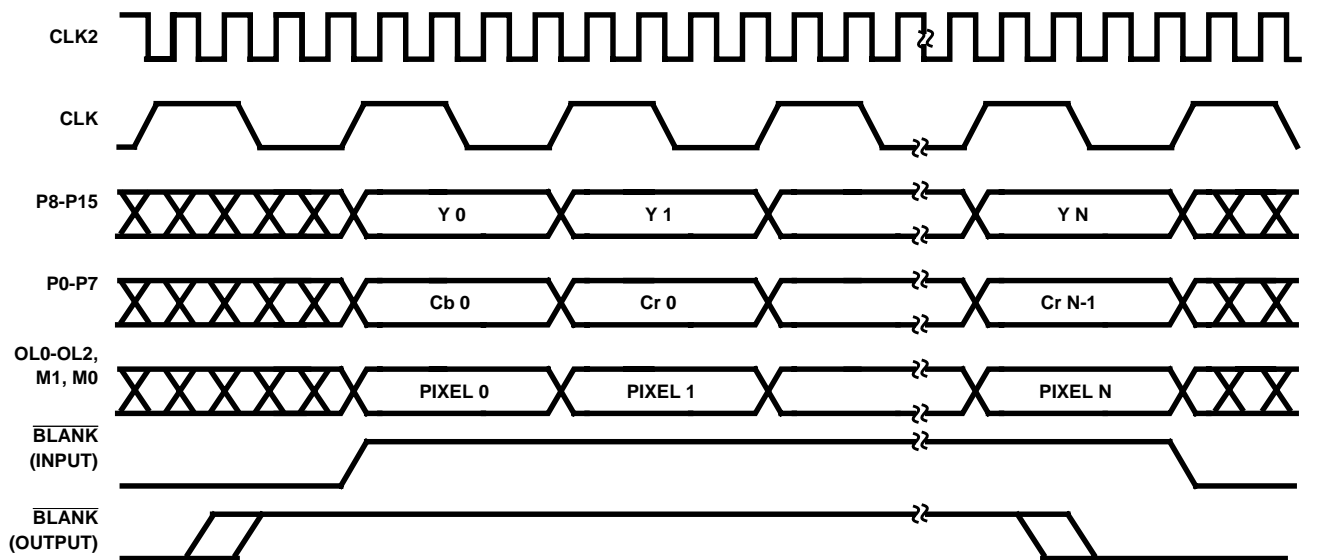 CLK2
CLK
P8-P15
Y 0 Y 1 Y N
P0-P7
Cb 0 Cr 0 Cr N-1
OL0-OL2,
M1, M0
PIXEL 0 PIXEL 1 PIXEL N
BLANK
(INPUT)
BLANK
(OUTPUT)